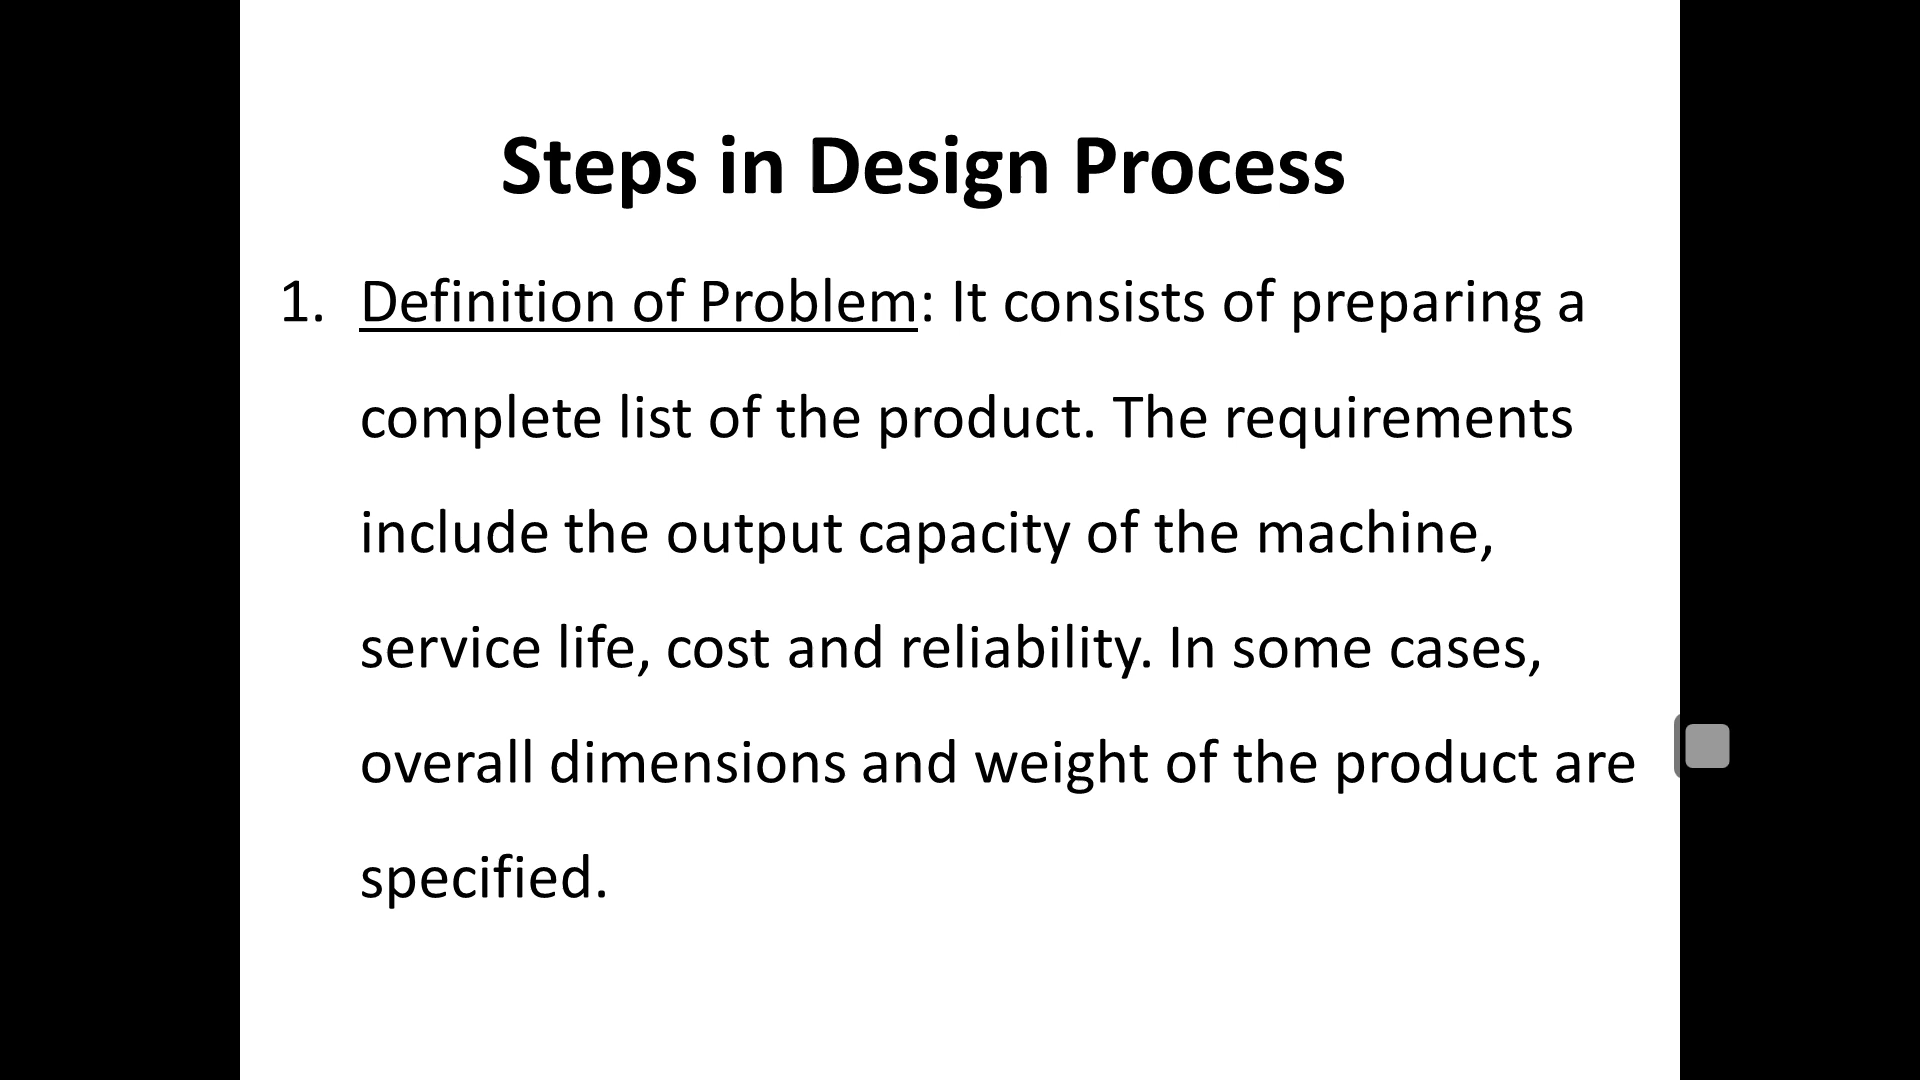 Steps in Design Process
1. Definition of Problem: It consists of preparing a
complete list of the product. The requirements
include the output capacity of the machine,
service life, cost and reliability. In some cases,
overall dimensions and weight of the product are
specified.